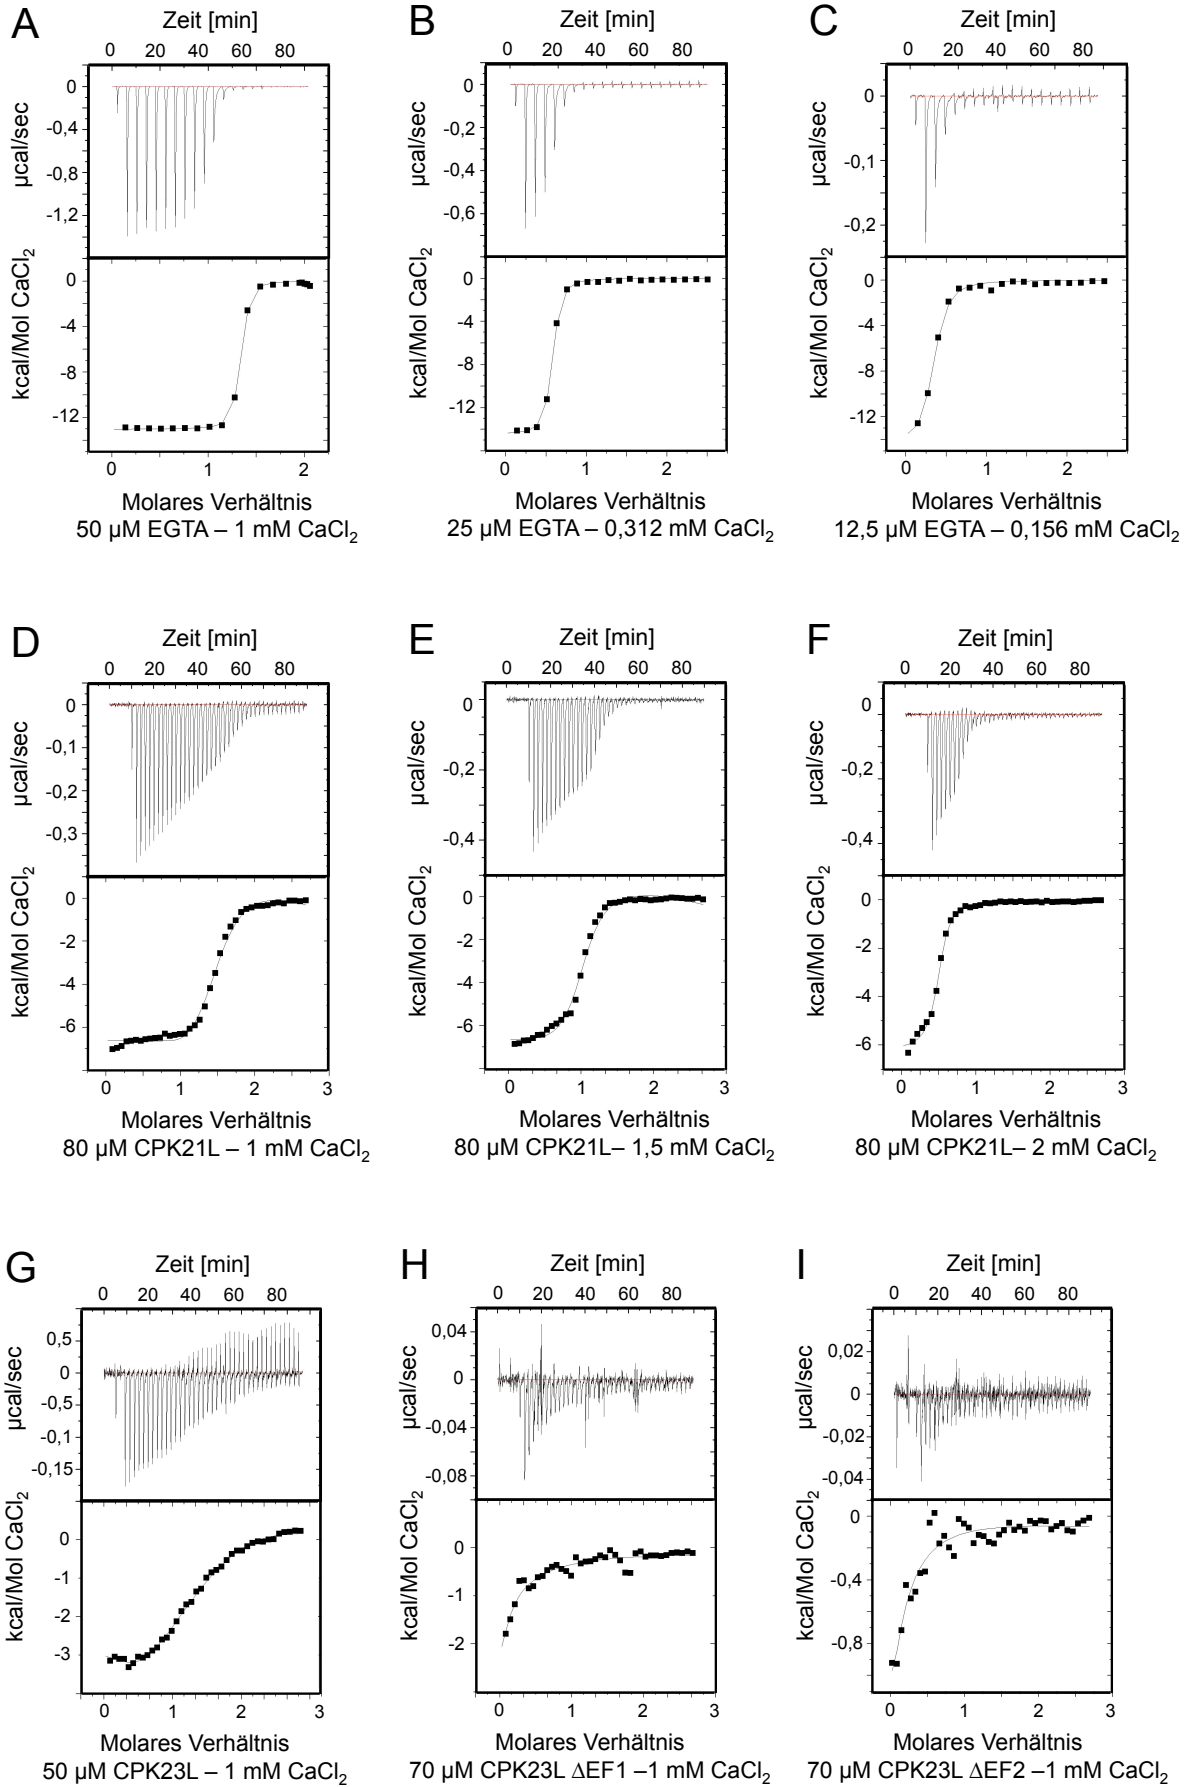 A
Zeit [min]
0 20 40 60 80
µcal/sec
0
-0,4
-0,8
-1,2
kcal/Mol CaCl₂
0
-4
-8
-12
0 1 2
Molares Verhältnis
50 µM EGTA – 1 mM CaCl₂
B
Zeit [min]
0 20 40 60 80
µcal/sec
0
-0,2
-0,4
-0,6
kcal/Mol CaCl₂
0
-4
-8
-12
0 1 2
Molares Verhältnis
25 µM EGTA – 0,312 mM CaCl₂
C
Zeit [min]
0 20 40 60 80
µcal/sec
0
-0,1
-0,2
kcal/Mol CaCl₂
0
-4
-8
-12
0 1 2
Molares Verhältnis
12,5 µM EGTA – 0,156 mM CaCl₂
D
Zeit [min]
0 20 40 60 80
µcal/sec
0
-0,1
-0,2
-0,3
kcal/Mol CaCl₂
0
-2
-4
-6
0 1 2 3
Molares Verhältnis
80 µM CPK21L – 1 mM CaCl₂
E
Zeit [min]
0 20 40 60 80
µcal/sec
0
-0,2
-0,4
kcal/Mol CaCl₂
0
-2
-4
-6
0 1 2 3
Molares Verhältnis
80 µM CPK21L– 1,5 mM CaCl₂
F
Zeit [min]
0 20 40 60 80
µcal/sec
0
-0,2
-0,4
kcal/Mol CaCl₂
0
-2
-4
-6
0 1 2 3
Molares Verhältnis
80 µM CPK21L– 2 mM CaCl₂
G
Zeit [min]
0 20 40 60 80
µcal/sec
0,5
0
-0,5
-0,1
-0,15
kcal/Mol CaCl₂
0
-1
-2
-3
0 1 2 3
Molares Verhältnis
50 µM CPK23L – 1 mM CaCl₂
H
Zeit [min]
0 20 40 60 80
µcal/sec
0,04
0
-0,04
-0,08
kcal/Mol CaCl₂
0
-1
-2
0 1 2 3
Molares Verhältnis
70 µM CPK23L ΔEF1 –1 mM CaCl₂
I
Zeit [min]
0 20 40 60 80
µcal/sec
0,02
0
-0,02
-0,04
kcal/Mol CaCl₂
0
-0,4
-0,8
0 1 2 3
Molares Verhältnis
70 µM CPK23L ΔEF2 –1 mM CaCl₂